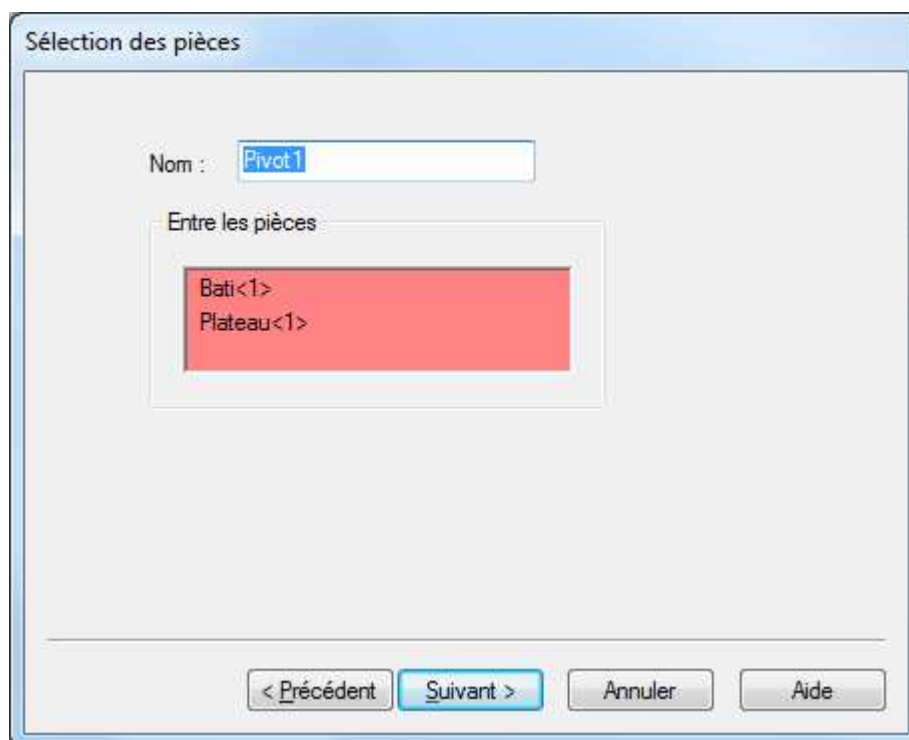 Sélection des pièces
Nom : Pivot1
Entre les pièces
Bati<1>
Plateau<1>
< Précédent Suivant > Annuler Aide